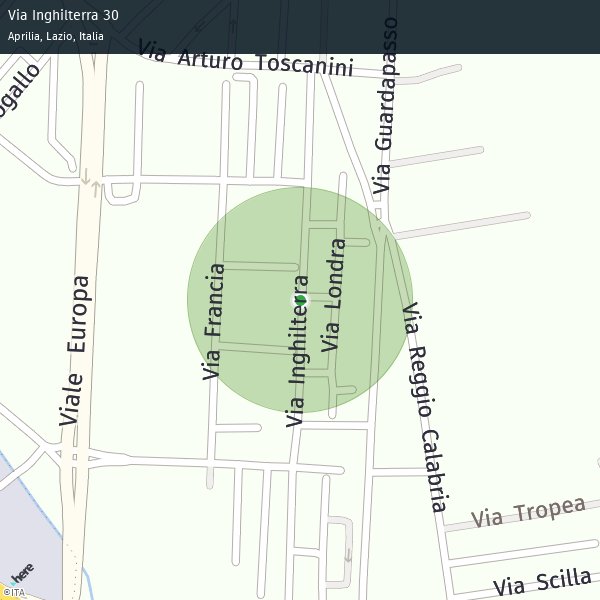 Via Inghilterra 30
Aprilia, Lazio, Italia
Via Arturo Toscanini
ogallo
Via Guardapasso
Via Londra
Via Francia
Via Inghilterra
Viale Europa
Via Reggio Calabria
Via Tropea
Via Scilla
here
©ITA